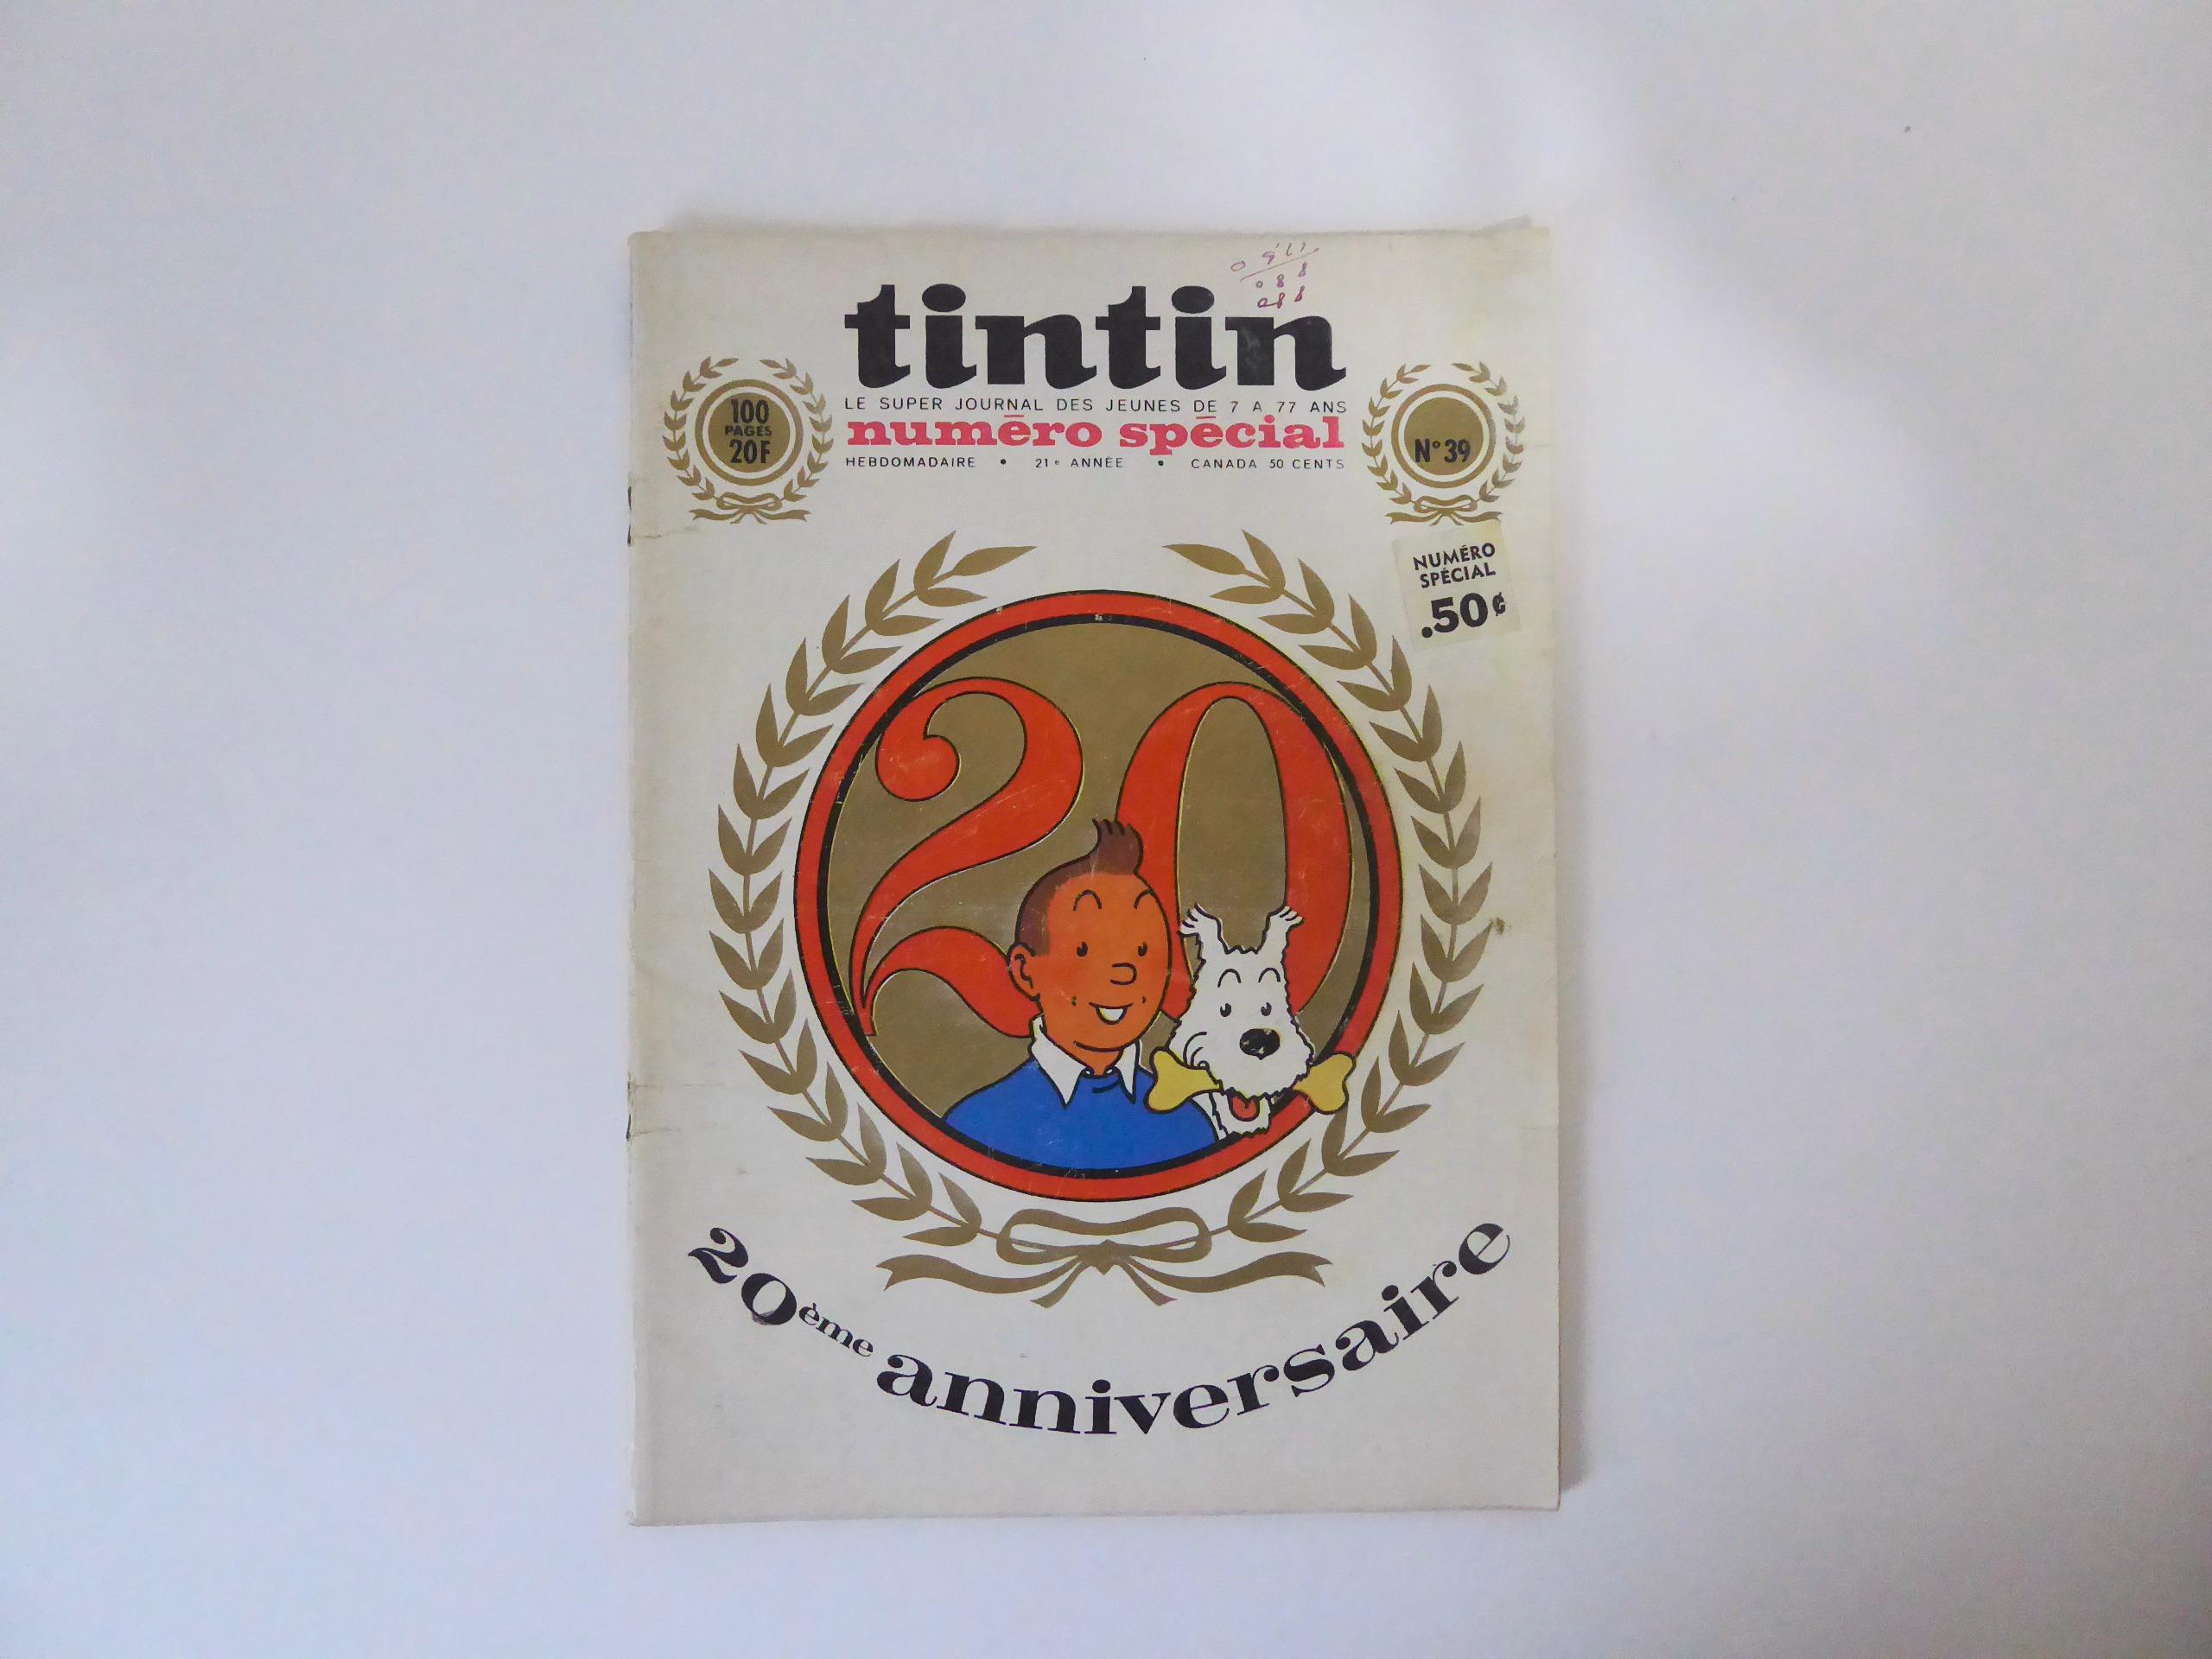 tintin
LE SUPER JOURNAL DES JEUNES DE 7 A 77 ANS
numéro spécial
HEBDOMADAIRE • 21e ANNÉE • CANADA 50 CENTS
100
PAGES
20F
N° 39
NUMÉRO
SPÉCIAL
.50¢
20
20ème anniversaire